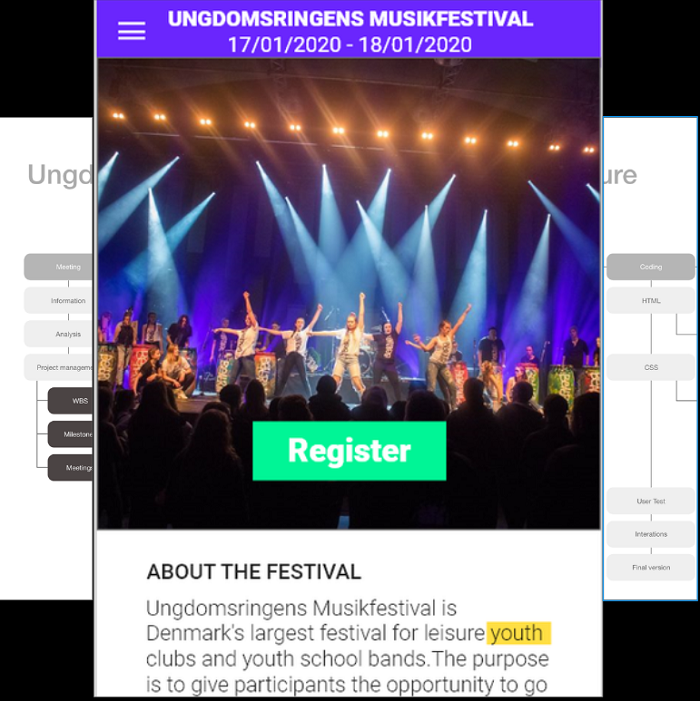 UNGDOMSRINGENS MUSIKFESTIVAL
17/01/2020 - 18/01/2020
Ungd
ure
Meeting
Information
Analysis
Project managem
WBS
Milestone
Meeting
Coding
HTML
CSS
User Test
Interations
Final version
Register
ABOUT THE FESTIVAL
Ungdomsringens Musikfestival is
Denmark's largest festival for leisure youth
clubs and youth school bands.The purpose
is to give participants the opportunity to go